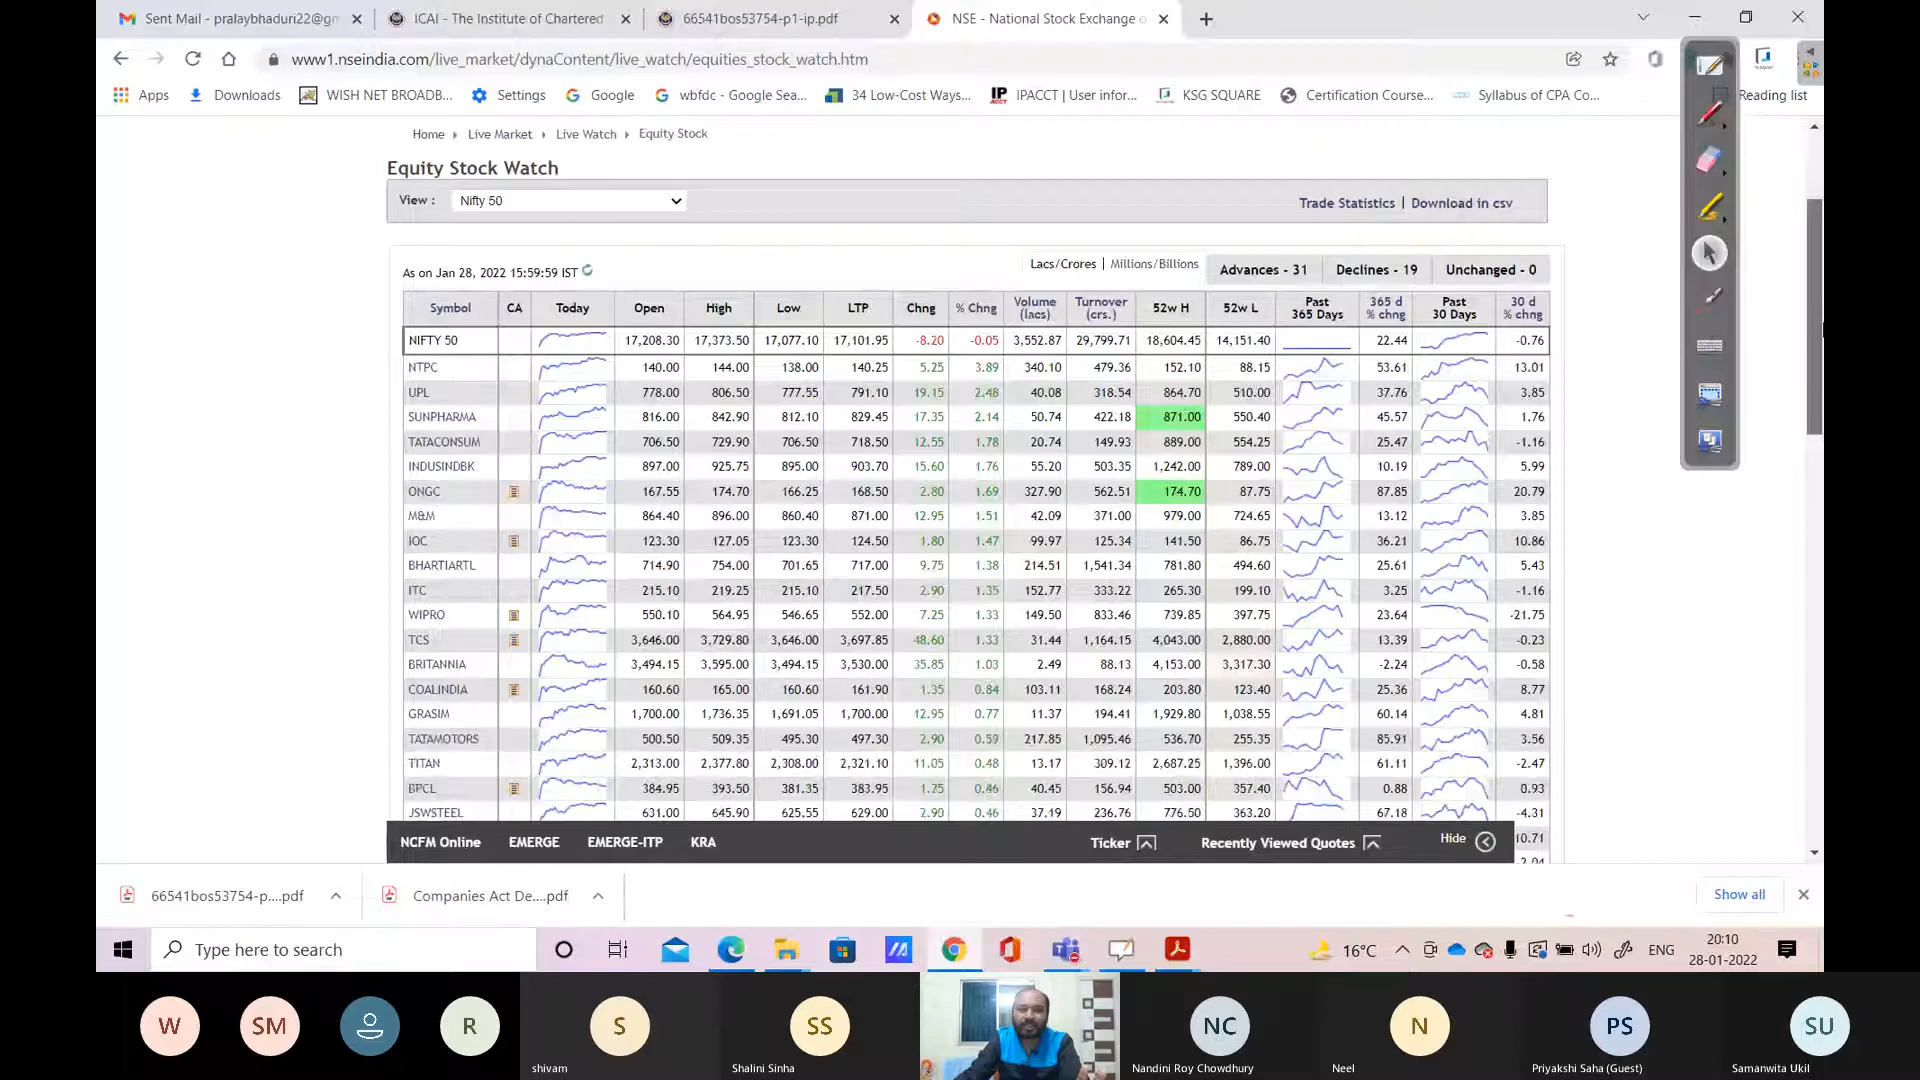 Sent Mail - pralaybhaduri22@gm
ICAI - The Institute of Chartered
66541bos53754-p1-ip.pdf
NSE - National Stock Exchange o
www1.nseindia.com/live_market/dynaContent/live_watch/equities_stock_watch.htm
Apps Downloads WISH NET BROADB... Settings Google wbfdc - Google Sea... 34 Low-Cost Ways... IPACCT | User infor... KSG SQUARE Certification Course... Syllabus of CPA Co... Reading list
Home Live Market Live Watch Equity Stock
Equity Stock Watch
View : Nifty 50 Trade Statistics | Download in csv
As on Jan 28, 2022 15:59:59 IST Lacs/Crores | Millions/Billions Advances - 31 Declines - 19 Unchanged - 0
Symbol CA Today Open High Low LTP Chng % Chng Volume (lacs) Turnover (crs.) 52w H 52w L Past 365 Days 365 d % chng Past 30 Days 30 d % chng
NIFTY 50 17,208.30 17,373.50 17,077.10 17,101.95 -8.20 -0.05 3,552.87 29,799.71 18,604.45 14,151.40 22.44 -0.76
NTPC 140.00 144.00 138.00 140.25 5.25 3.89 340.10 479.36 152.10 88.15 53.61 13.01
UPL 778.00 806.50 777.55 791.10 19.15 2.48 40.08 318.54 864.70 510.00 37.76 3.85
SUNPHARMA 816.00 842.90 812.10 829.45 17.35 2.14 50.74 422.18 871.00 550.40 45.57 1.76
TATACONSUM 706.50 729.90 706.50 718.50 12.55 1.78 20.74 149.93 889.00 554.25 25.47 -1.16
INDUSINDBK 897.00 925.75 895.00 903.70 15.60 1.76 55.20 503.35 1,242.00 789.00 10.19 5.99
ONGC 167.55 174.70 166.25 168.50 2.80 1.69 327.90 562.51 174.70 87.75 87.85 20.79
M&M 864.40 896.00 860.40 871.00 12.95 1.51 42.09 371.00 979.00 724.65 13.12 3.85
IOC 123.30 127.05 123.30 124.50 1.80 1.47 99.97 125.34 141.50 86.75 36.21 10.86
BHARTIARTL 714.90 754.00 701.65 717.00 9.75 1.38 214.51 1,541.34 781.80 494.60 25.61 5.43
ITC 215.10 219.25 215.10 217.50 2.90 1.35 152.77 333.22 265.30 199.10 3.25 -1.16
WIPRO 550.10 564.95 546.65 552.00 7.25 1.33 149.50 833.46 739.85 397.75 23.64 -21.75
TCS 3,646.00 3,729.80 3,646.00 3,697.85 48.60 1.33 31.44 1,164.15 4,043.00 2,880.00 13.39 -0.23
BRITANNIA 3,494.15 3,595.00 3,494.15 3,530.00 35.85 1.03 2.49 88.13 4,153.00 3,317.30 -2.24 -0.58
COALINDIA 160.60 165.00 160.60 161.90 1.35 0.84 103.11 168.24 203.80 123.40 25.36 8.77
GRASIM 1,700.00 1,736.35 1,691.05 1,700.00 12.95 0.77 11.37 194.41 1,929.80 1,038.55 60.14 4.81
TATAMOTORS 500.50 509.35 495.30 497.30 2.90 0.59 217.85 1,095.46 536.70 255.35 85.91 3.56
TITAN 2,313.00 2,377.80 2,308.00 2,321.10 11.05 0.48 13.17 309.12 2,687.25 1,396.00 61.11 -2.47
BPCL 384.95 393.50 381.35 383.95 1.75 0.46 40.45 156.94 503.00 357.40 0.88 0.93
JSWSTEEL 631.00 645.90 625.55 629.00 2.90 0.46 37.19 236.76 776.50 363.20 67.18 -4.31
NCFM Online EMERGE EMERGE-ITP KRA Ticker Recently Viewed Quotes Hide 10.71
66541bos53754-p....pdf Companies Act De....pdf Show all
Type here to search 16°C ENG 20:10
28-01-2022
W SM R S SS NC N PS SU
shivam Shalini Sinha Nandini Roy Chowdhury Neel Priyakshi Saha (Guest) Samanwita Ukil